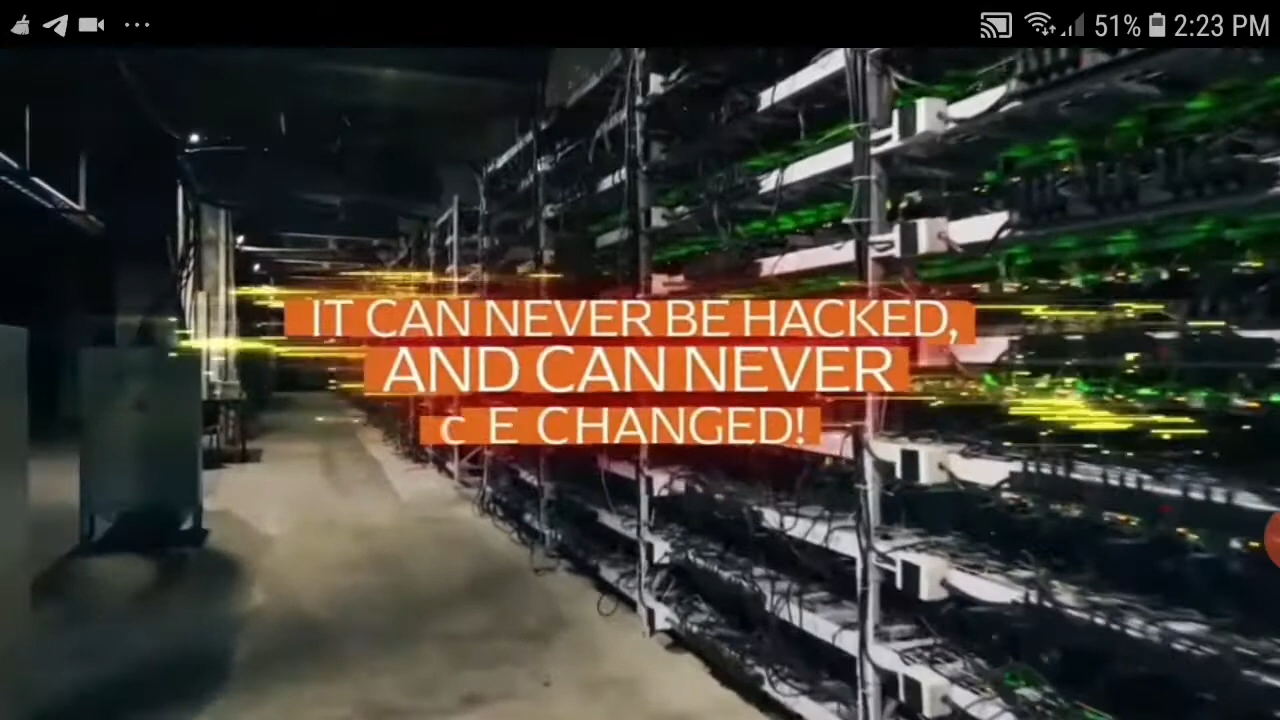 51% 2:23 PM
IT CAN NEVER BE HACKED,
AND CAN NEVER
c E CHANGED!